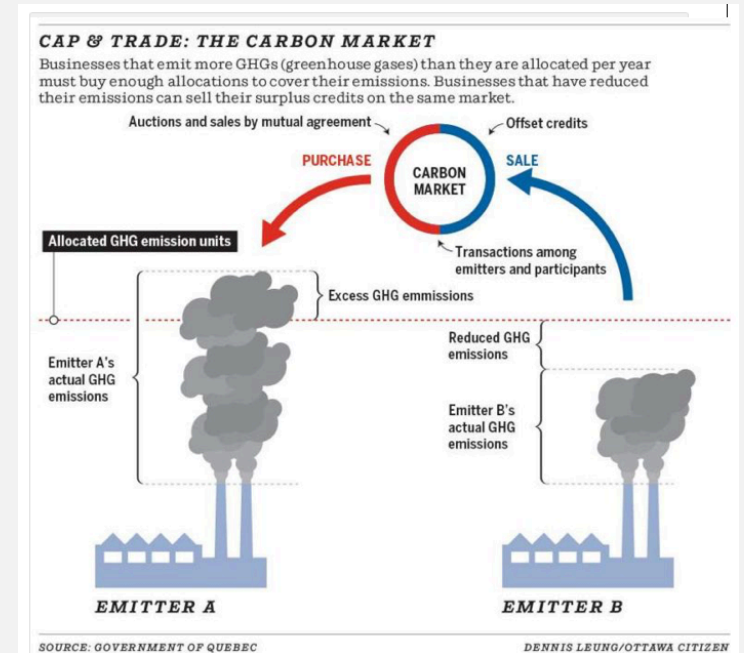 CAP & TRADE: THE CARBON MARKET
Businesses that emit more GHGs (greenhouse gases) than they are allocated per year
must buy enough allocations to cover their emissions. Businesses that have reduced
their emissions can sell their surplus credits on the same market.
Auctions and sales by mutual agreement
Offset credits
PURCHASE
CARBON
MARKET
SALE
Transactions among
emitters and participants
Allocated GHG emission units
Excess GHG emmissions
Emitter A's
actual GHG
emissions
Reduced GHG
emissions
Emitter B's
actual GHG
emissions
EMITTER A
EMITTER B
SOURCE: GOVERNMENT OF QUEBEC
DENNIS LEUNG/OTTAWA CITIZEN